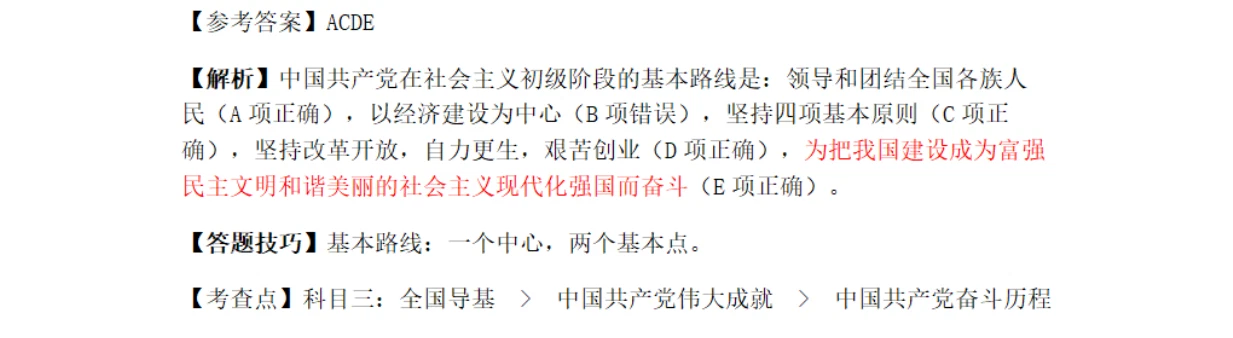 【参考答案】ACDE
【解析】中国共产党在社会主义初级阶段的基本路线是：领导和团结全国各族人
民（A 项正确），以经济建设为中心（B 项错误），坚持四项基本原则（C 项正
确），坚持改革开放，自力更生，艰苦创业（D 项正确），为把我国建设成为富强
民主文明和谐美丽的社会主义现代化强国而奋斗（E 项正确）。
【答题技巧】基本路线：一个中心，两个基本点。
【考查点】科目三：全国导基 > 中国共产党伟大成就 > 中国共产党奋斗历程